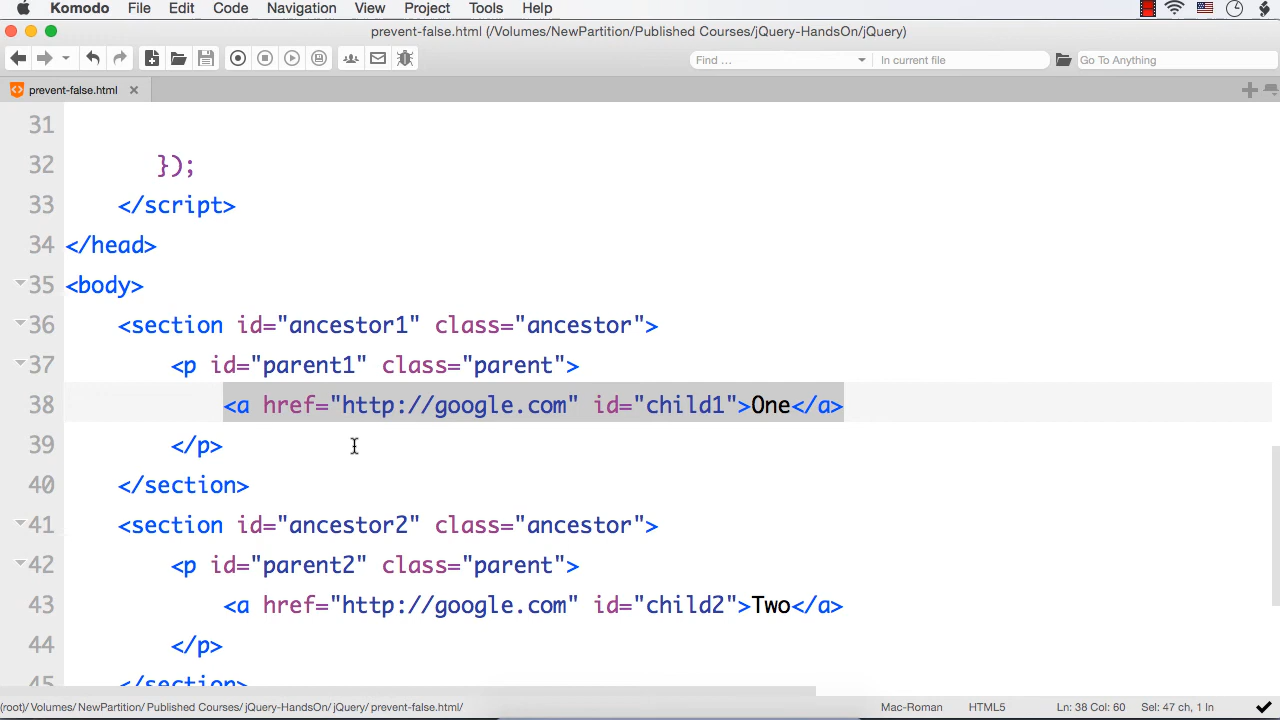 Komodo File Edit Code Navigation View Project Tools Help
prevent-false.html (/Volumes/NewPartition/Published Courses/jQuery-HandsOn/jQuery)
Find ... In current file Go To Anything
prevent-false.html
31
32 });
33 </script>
34 </head>
35 <body>
36 <section id="ancestor1" class="ancestor">
37 <p id="parent1" class="parent">
38 <a href="http://google.com" id="child1">One</a>
39 </p>
40 </section>
41 <section id="ancestor2" class="ancestor">
42 <p id="parent2" class="parent">
43 <a href="http://google.com" id="child2">Two</a>
44 </p>
45 </section>
(root)/ Volumes/ NewPartition/ Published Courses/ jQuery-HandsOn/ jQuery/ prevent-false.html/ Mac-Roman HTML5 Ln: 38 Col: 60 Sel: 47 ch, 1 ln